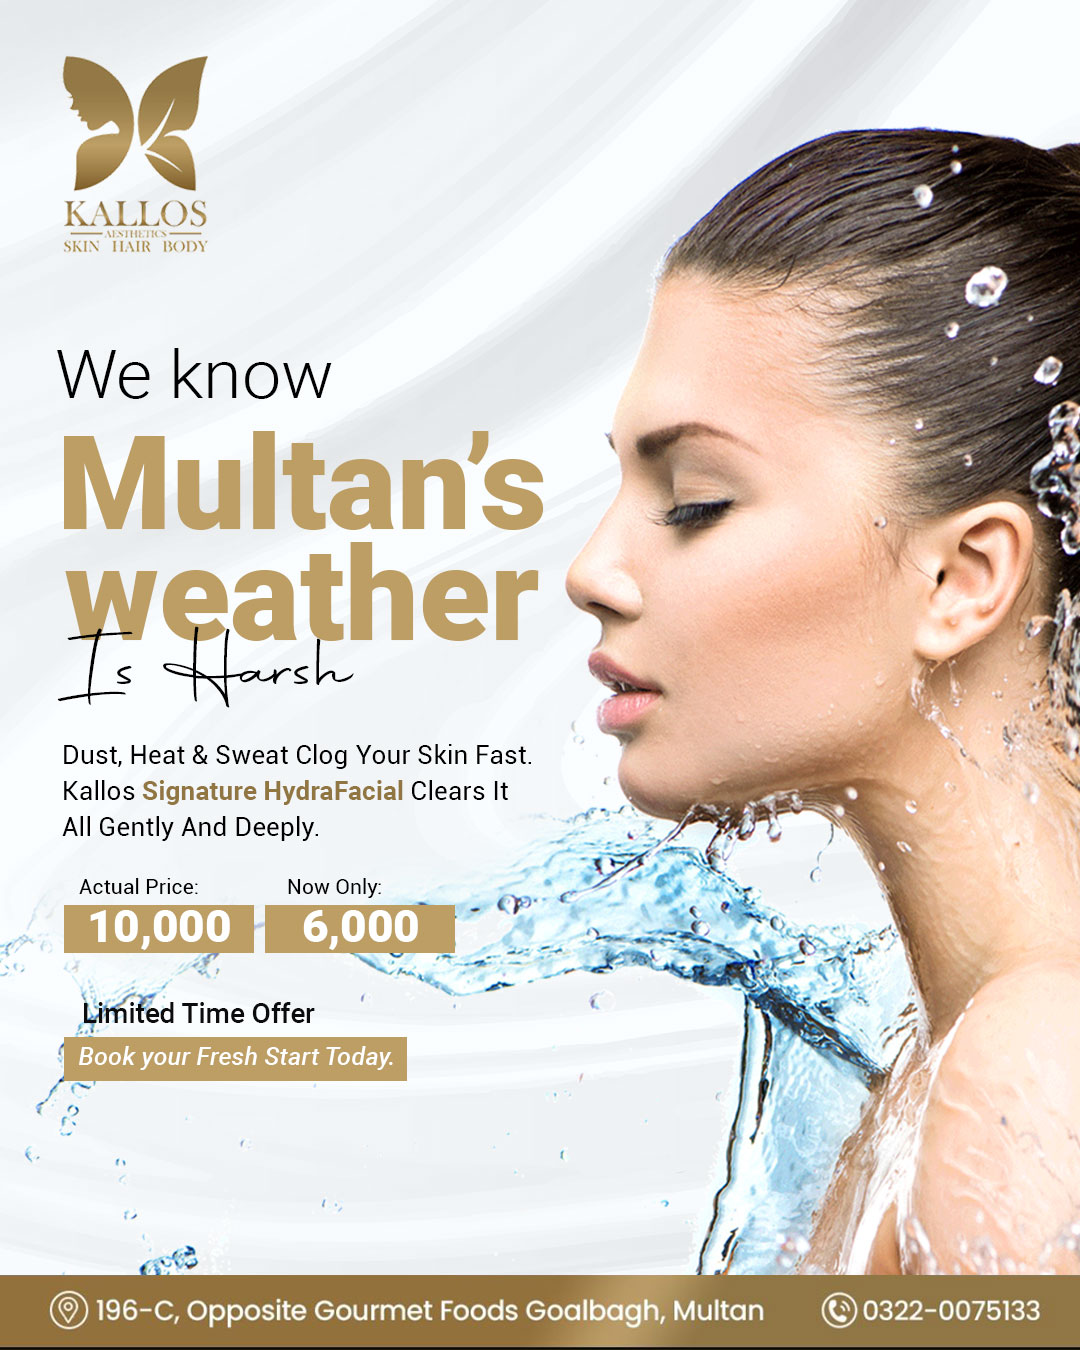 KALLOS
AESTHETICS
SKIN HAIR BODY
We know
Multan's
weather
Is Harsh
Dust, Heat & Sweat Clog Your Skin Fast.
Kallos Signature HydraFacial Clears It
All Gently And Deeply.
Actual Price: Now Only:
10,000 6,000
Limited Time Offer
Book your Fresh Start Today.
196-C, Opposite Gourmet Foods Goalbagh, Multan 0322-0075133